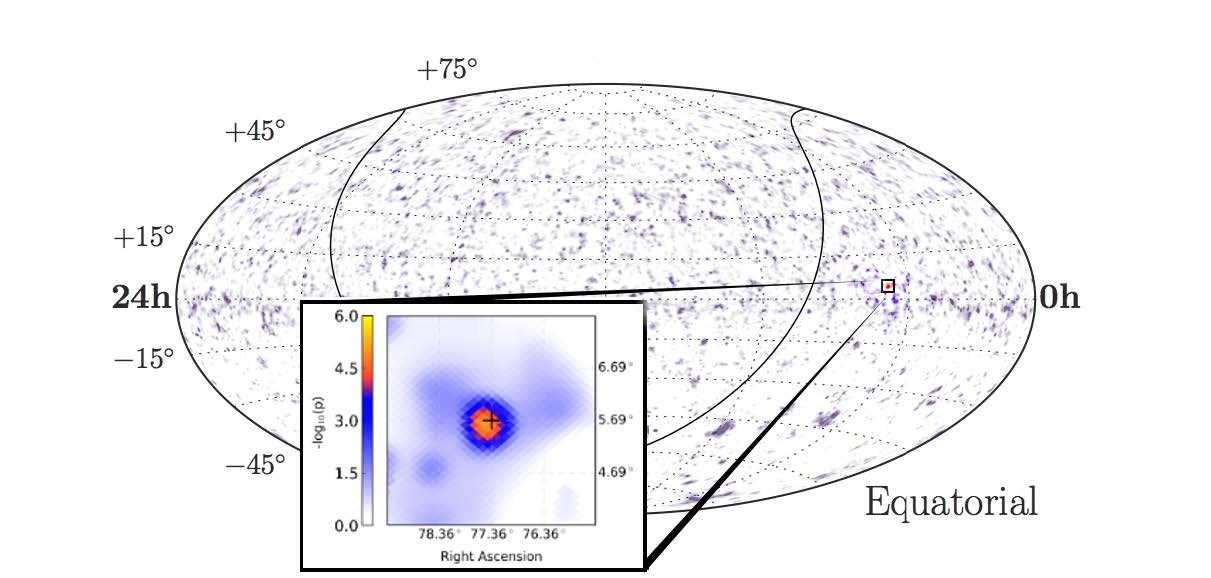 +75°
+45°
+15°
24h
0h
−15°
−45°
Equatorial
6.0
4.5
3.0
1.5
0.0
-log₁₀(p)
6.69°
5.69°
4.69°
78.36° 77.36° 76.36°
Right Ascension